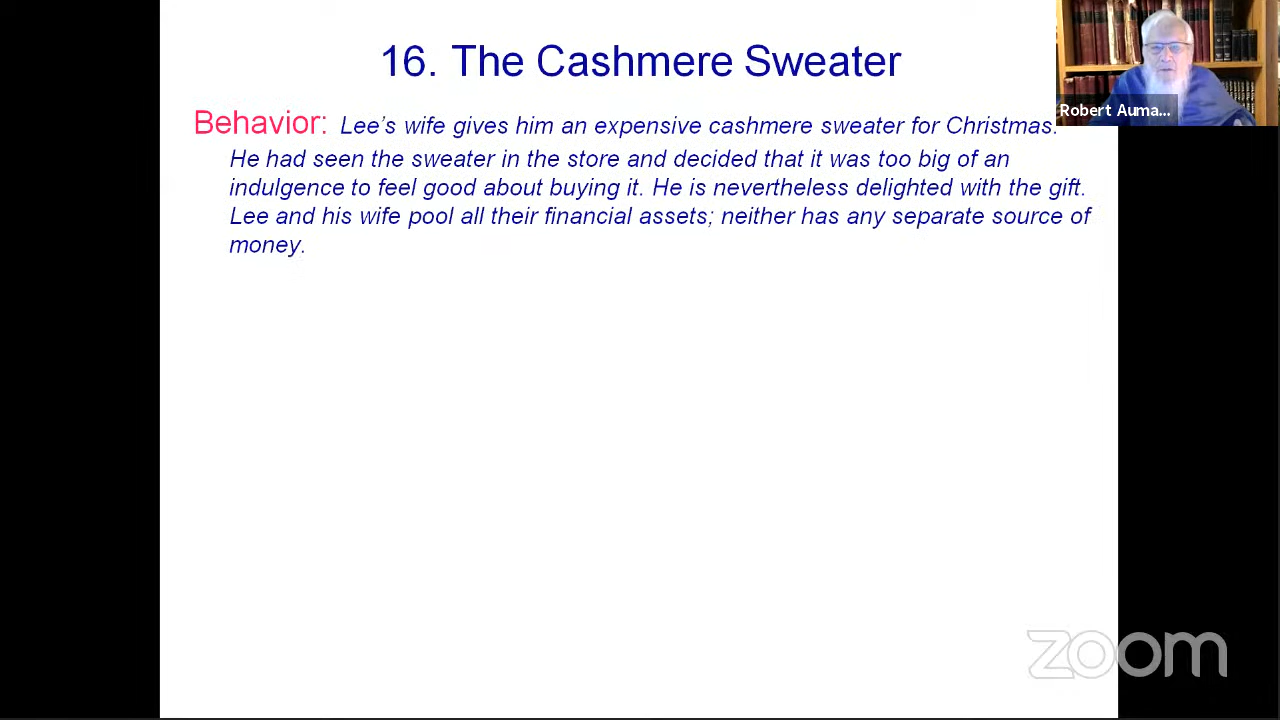 16. The Cashmere Sweater
Behavior: Lee’s wife gives him an expensive cashmere sweater for Christmas.
He had seen the sweater in the store and decided that it was too big of an
indulgence to feel good about buying it. He is nevertheless delighted with the gift.
Lee and his wife pool all their financial assets; neither has any separate source of
money.
Robert Auma...
zoom